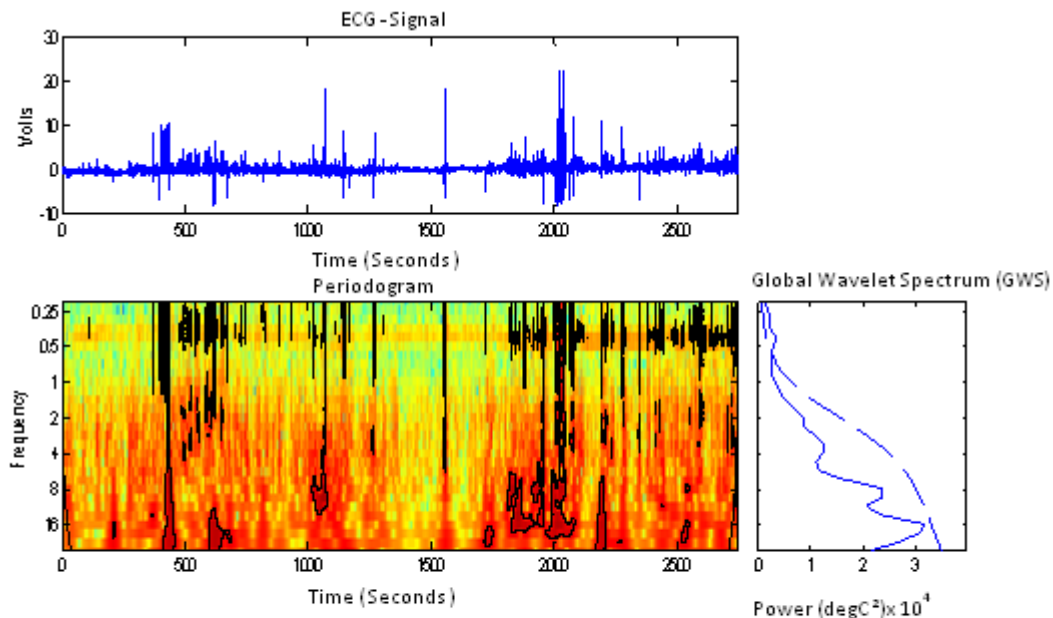 ECG-Signal
30
20
10
0
-10
Volts
0 500 1000 1500 2000 2500
Time (Seconds)
Periodogram
Global Wavelet Spectrum (GWS)
0.25
0.5
1
2
4
8
16
Frequency
0 500 1000 1500 2000 2500
0 1 2 3
Time (Seconds)
Power (degC²)x 10⁴